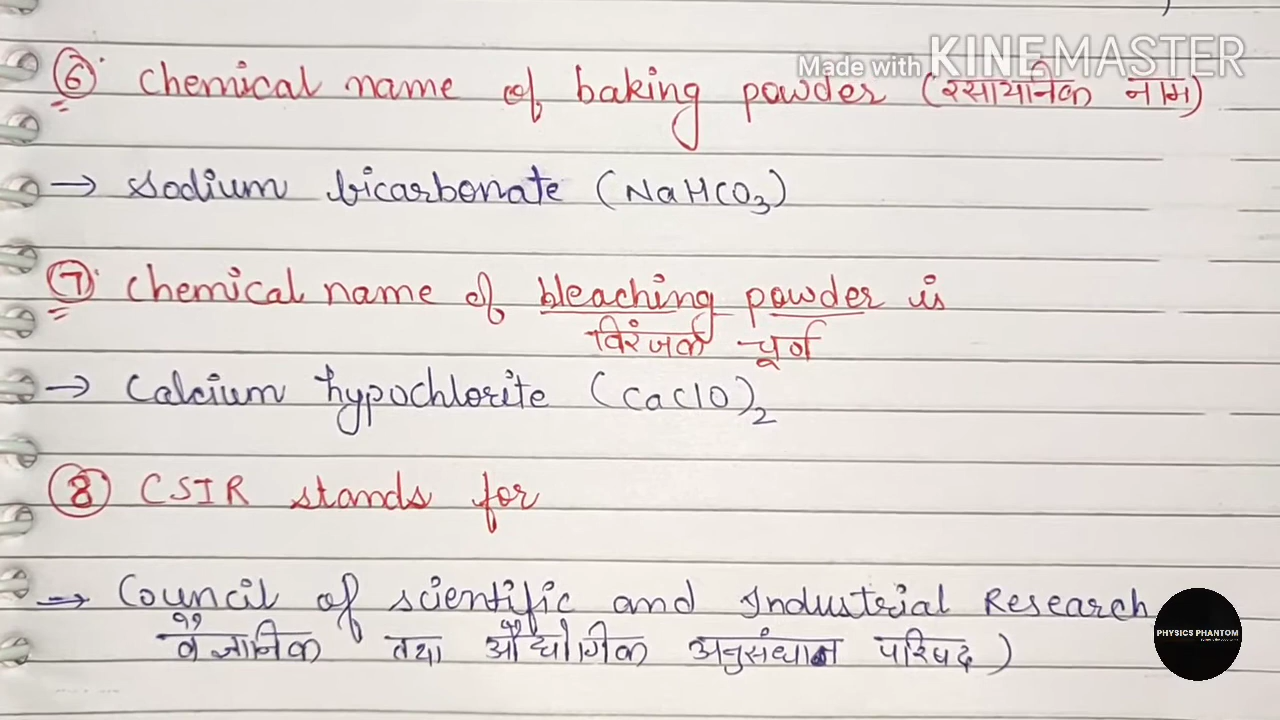 Made with KINEMASTER
⑥ Chemical name of baking powder (रसायनिक नाम)
→ Sodium bicarbonate (NaHCO₃)
⑦ Chemical name of bleaching powder is
विरंजक चूर्ण
→ Calcium hypochlorite (CaClO)₂
⑧ CSIR stands for
→ Council of scientific and Industrial Research
वैज्ञानिक तथा औद्योगिक अनुसंधान परिषद)
PHYSICS PHANTOM